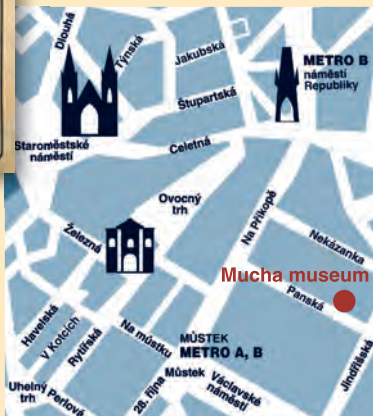 Dlouhá
Týnská
Jakubská
METRO B
náměstí
Republiky
Štupartská
Staroměstské
náměstí
Celetná
Ovocný
trh
Na Příkopě
Železná
Nekázanka
Mucha museum
Panská
Havelská
V Kotcích
Rytířská
Na můstku
MŮSTEK
METRO A, B
Jindřišská
Můstek
Václavské
náměstí
28. října
Uhelný
trh
Perlová